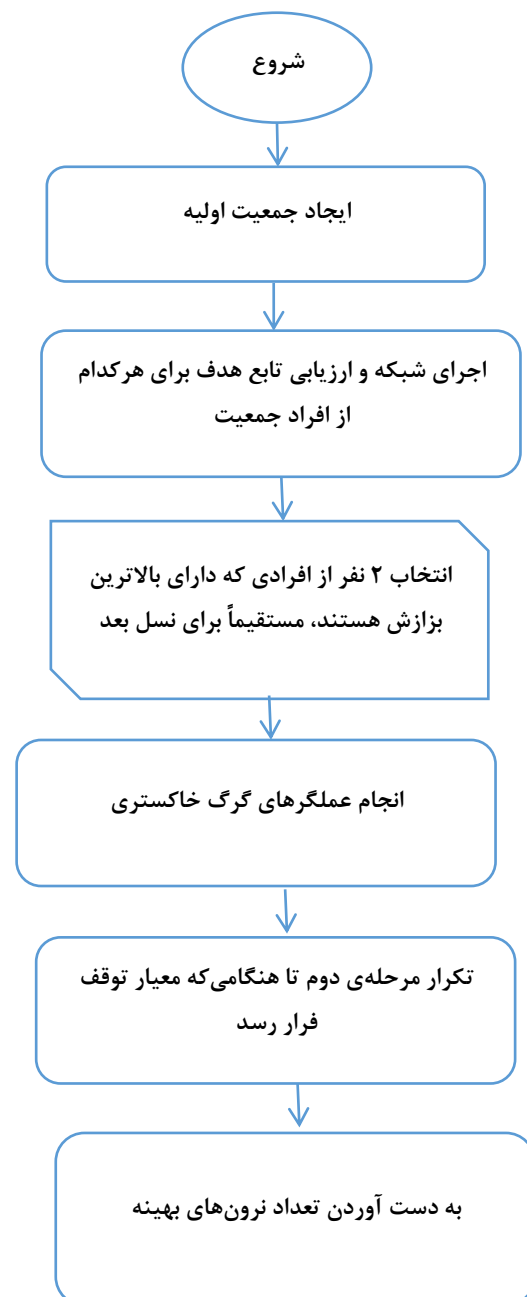 شروع
ایجاد جمعیت اولیه
اجرای شبکه و ارزیابی تابع هدف برای هرکدام
از افراد جمعیت
انتخاب ۲ نفر از افرادی که دارای بالاترین
بزازش هستند، مستقیماً برای نسل بعد
انجام عملگرهای گرگ خاکستری
تکرار مرحله‌ی دوم تا هنگامی‌که معیار توقف
فرار رسد
به دست آوردن تعداد نرون‌های بهینه